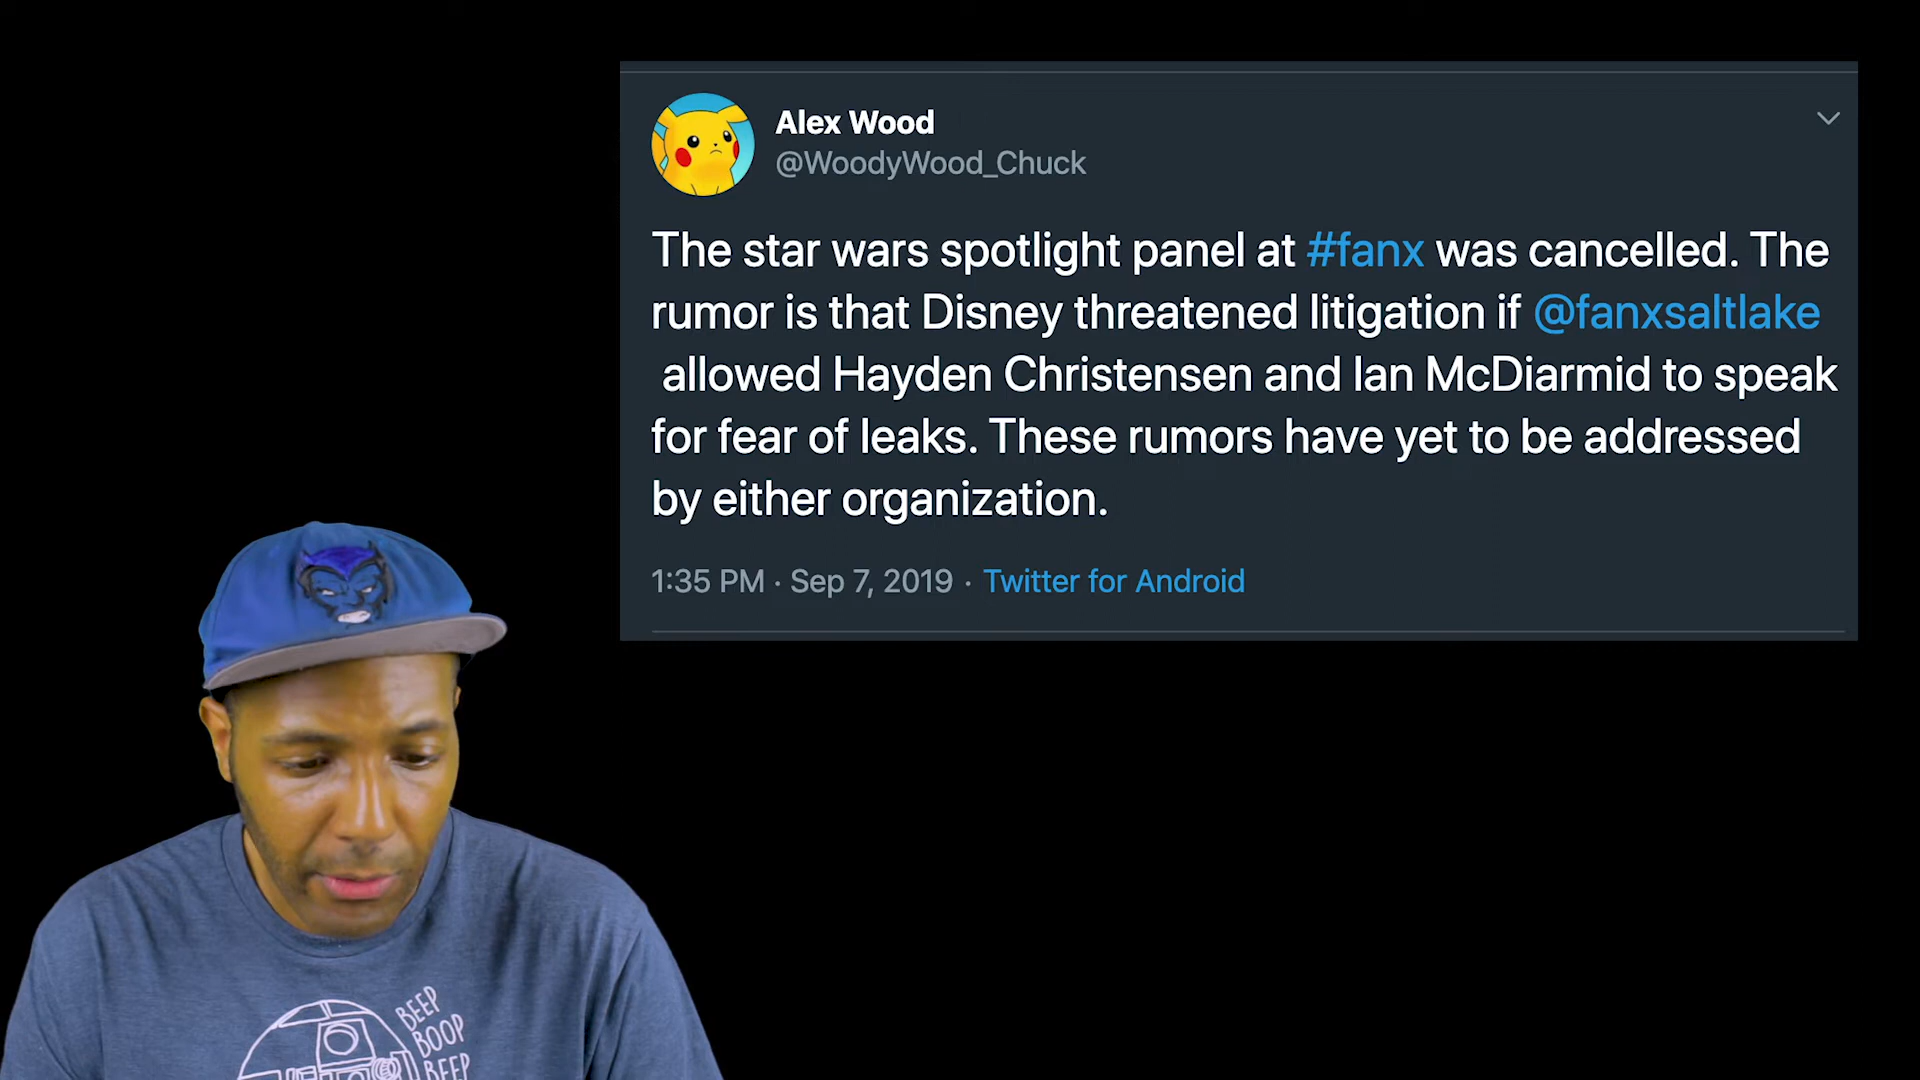 Alex Wood
@WoodyWood_Chuck
The star wars spotlight panel at #fanx was cancelled. The
rumor is that Disney threatened litigation if @fanxsaltlake
allowed Hayden Christensen and Ian McDiarmid to speak
for fear of leaks. These rumors have yet to be addressed
by either organization.
1:35 PM · Sep 7, 2019 · Twitter for Android
BEEP
BOOP
BEEP